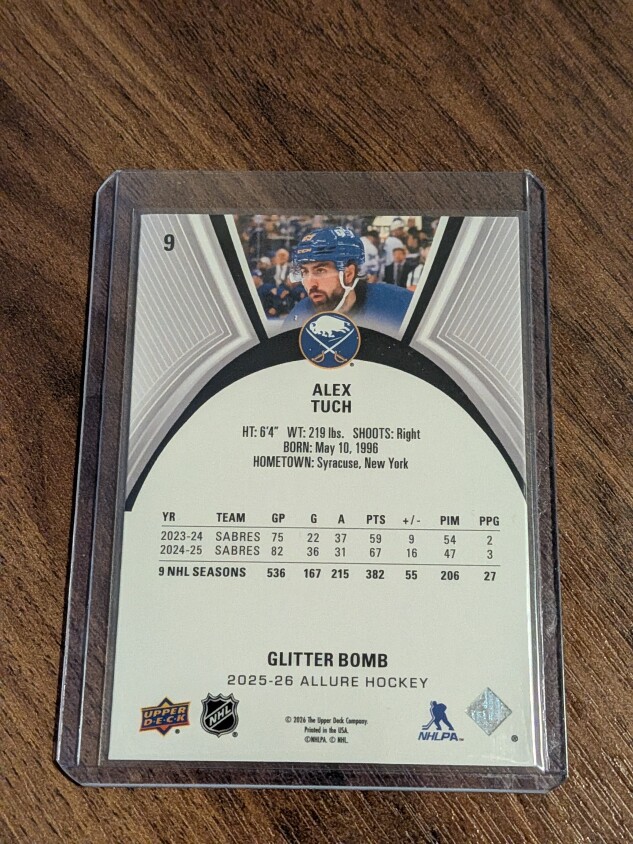 9
ALEX
TUCH
HT: 6'4" WT: 219 lbs. SHOOTS: Right
BORN: May 10, 1996
HOMETOWN: Syracuse, New York
YR TEAM GP G A PTS +/- PIM PPG
2023-24 SABRES 75 22 37 59 9 54 2
2024-25 SABRES 82 36 31 67 16 47 3
9 NHL SEASONS 536 167 215 382 55 206 27
GLITTER BOMB
2025-26 ALLURE HOCKEY
UPPER
D·E·C·K
NHL
© 2026 The Upper Deck Company.
Printed in the USA.
©NHLPA. © NHL.
NHLPA